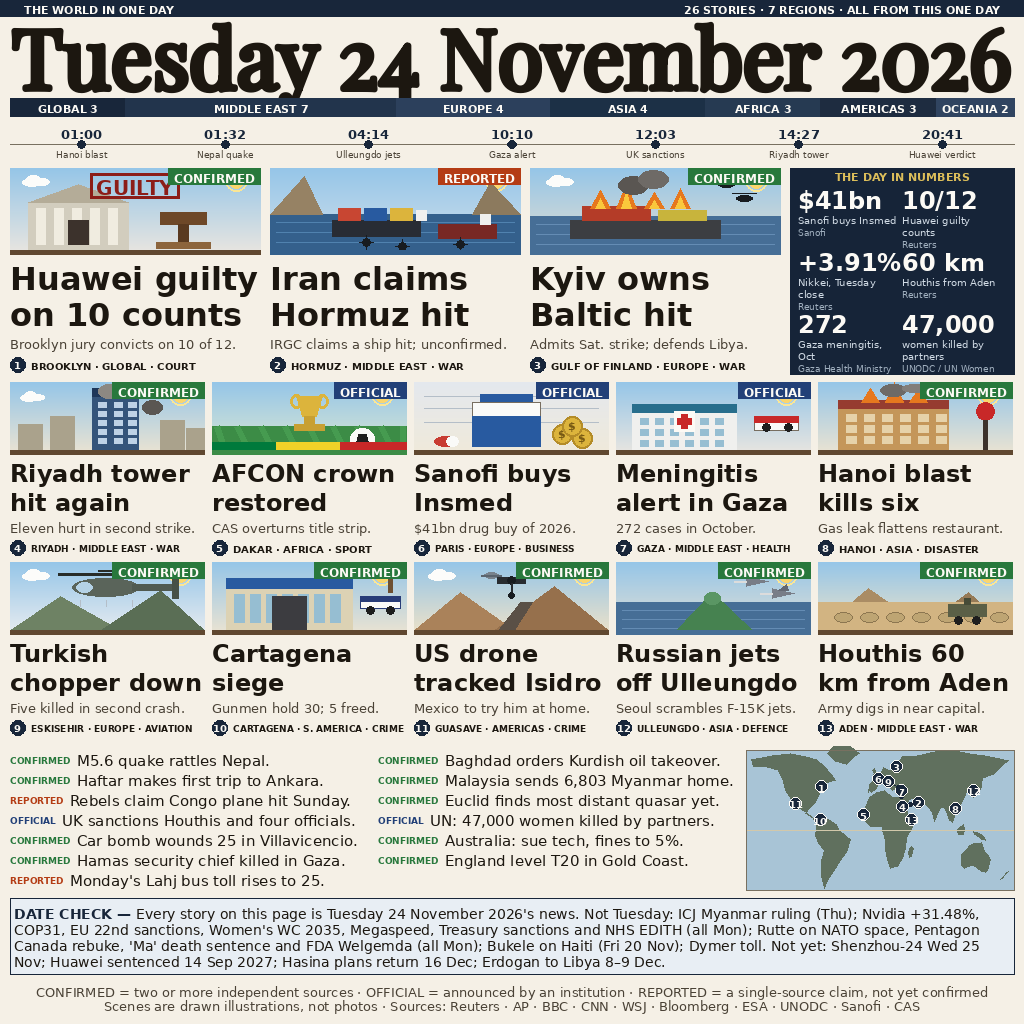 THE WORLD IN ONE DAY
26 STORIES · 7 REGIONS · ALL FROM THIS ONE DAY
Tuesday 24 November 2026
GLOBAL 3
MIDDLE EAST 7
EUROPE 4
ASIA 4
AFRICA 3
AMERICAS 3
OCEANIA 2
01:00
01:32
04:14
10:10
12:03
14:27
20:41
Hanoi blast
Nepal quake
Ulleungdo jets
Gaza alert
UK sanctions
Riyadh tower
Huawei verdict
GUILTY
CONFIRMED
Huawei guilty
on 10 counts
Brooklyn jury convicts on 10 of 12.
1 BROOKLYN · GLOBAL · COURT
REPORTED
Iran claims
Hormuz hit
IRGC claims a ship hit; unconfirmed.
2 HORMUZ · MIDDLE EAST · WAR
CONFIRMED
Kyiv owns
Baltic hit
Admits Sat. strike; defends Libya.
3 GULF OF FINLAND · EUROPE · WAR
THE DAY IN NUMBERS
$41bn
Sanofi buys Insmed
Sanofi
10/12
Huawei guilty
counts
Reuters
+3.91%
Nikkei, Tuesday
close
Reuters
60 km
Houthis from Aden
Reuters
272
Gaza meningitis,
Oct
Gaza Health Ministry
47,000
women killed by
partners
UNODC / UN Women
CONFIRMED
Riyadh tower
hit again
Eleven hurt in second strike.
4 RIYADH · MIDDLE EAST · WAR
OFFICIAL
AFCON crown
restored
CAS overturns title strip.
5 DAKAR · AFRICA · SPORT
OFFICIAL
$
$
$
Sanofi buys
Insmed
$41bn drug buy of 2026.
6 PARIS · EUROPE · BUSINESS
OFFICIAL
Meningitis
alert in Gaza
272 cases in October.
7 GAZA · MIDDLE EAST · HEALTH
CONFIRMED
Hanoi blast
kills six
Gas leak flattens restaurant.
8 HANOI · ASIA · DISASTER
CONFIRMED
Turkish
chopper down
Five killed in second crash.
9 ESKISEHIR · EUROPE · AVIATION
CONFIRMED
Cartagena
siege
Gunmen hold 30; 5 freed.
10 CARTAGENA · S. AMERICA · CRIME
CONFIRMED
US drone
tracked Isidro
Mexico to try him at home.
11 GUASAVE · AMERICAS · CRIME
CONFIRMED
Russian jets
off Ulleungdo
Seoul scrambles F-15K jets.
12 ULLEUNGDO · ASIA · DEFENCE
CONFIRMED
Houthis 60
km from Aden
Army digs in near capital.
13 ADEN · MIDDLE EAST · WAR
CONFIRMED M5.6 quake rattles Nepal.
CONFIRMED Haftar makes first trip to Ankara.
REPORTED Rebels claim Congo plane hit Sunday.
OFFICIAL UK sanctions Houthis and four officials.
CONFIRMED Car bomb wounds 25 in Villavicencio.
CONFIRMED Hamas security chief killed in Gaza.
REPORTED Monday's Lahj bus toll rises to 25.
CONFIRMED Baghdad orders Kurdish oil takeover.
CONFIRMED Malaysia sends 6,803 Myanmar home.
CONFIRMED Euclid finds most distant quasar yet.
OFFICIAL UN: 47,000 women killed by partners.
CONFIRMED Australia: sue tech, fines to 5%.
CONFIRMED England level T20 in Gold Coast.
3
6
9
1
7
12
11
4
2
8
10
5
13
DATE CHECK — Every story on this page is Tuesday 24 November 2026's news. Not Tuesday: ICJ Myanmar ruling (Thu); Nvidia +31.48%,
COP31, EU 22nd sanctions, Women's WC 2035, Megaspeed, Treasury sanctions and NHS EDITH (all Mon); Rutte on NATO space, Pentagon
Canada rebuke, 'Ma' death sentence and FDA Welgemda (all Mon); Bukele on Haiti (Fri 20 Nov); Dymer toll. Not yet: Shenzhou-24 Wed 25
Nov; Huawei sentenced 14 Sep 2027; Hasina plans return 16 Dec; Erdogan to Libya 8–9 Dec.
CONFIRMED = two or more independent sources · OFFICIAL = announced by an institution · REPORTED = a single-source claim, not yet confirmed
Scenes are drawn illustrations, not photos · Sources: Reuters · AP · BBC · CNN · WSJ · Bloomberg · ESA · UNODC · Sanofi · CAS